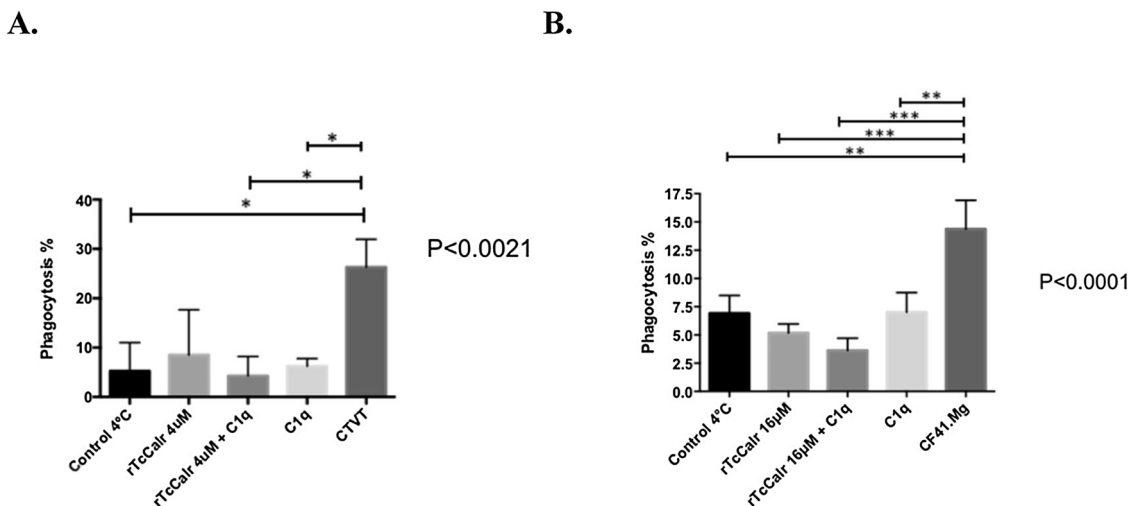 A.
B.
*
*
*
40
30
20
10
0
Phagocytosis %
Control 4ºC
rTcCalr 4uM
rTcCalr 4uM + C1q
C1q
CTVT
P<0.0021
**
***
***
**
17.5
15.0
12.5
10.0
7.5
5.0
2.5
0.0
Phagocytosis %
Control 4ºC
rTcCalr 16µM
rTcCalr 16µM + C1q
C1q
CF41.Mg
P<0.0001